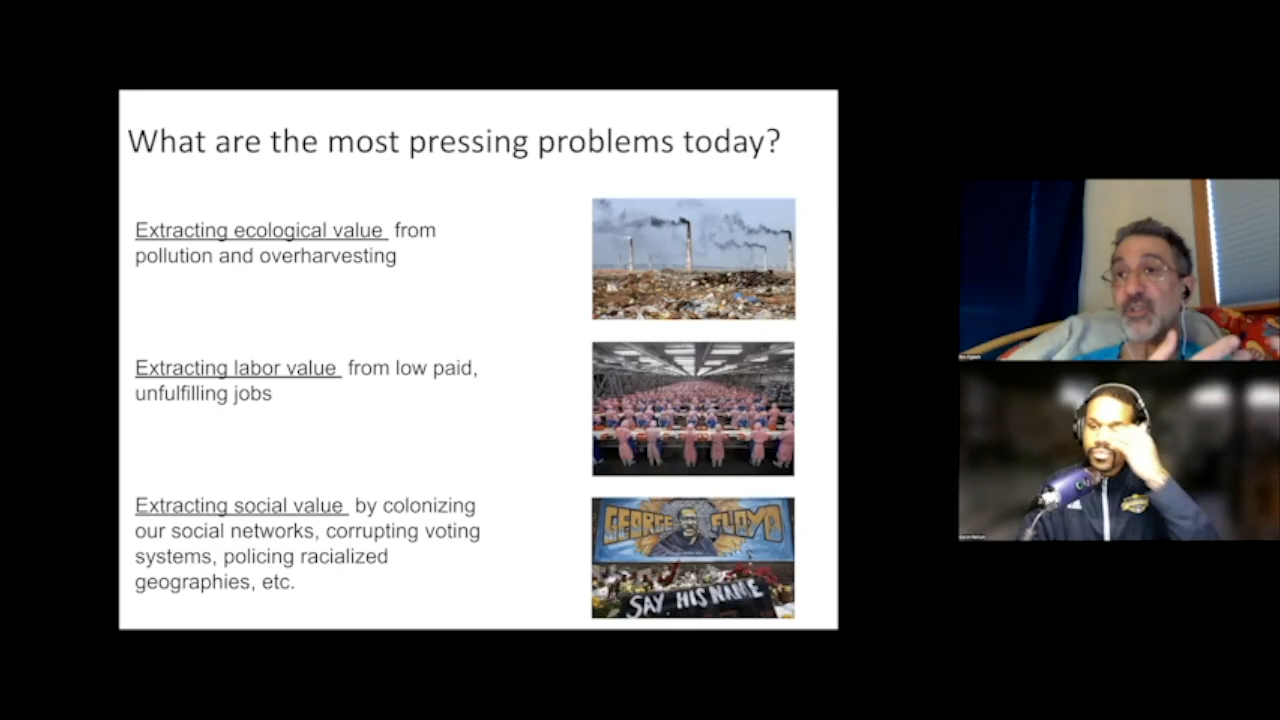 What are the most pressing problems today?
Extracting ecological value from
pollution and overharvesting
Extracting labor value from low paid,
unfulfilling jobs
Extracting social value by colonizing
our social networks, corrupting voting
systems, policing racialized
geographies, etc.
GEORGE FLOYD
SAY HIS NAME